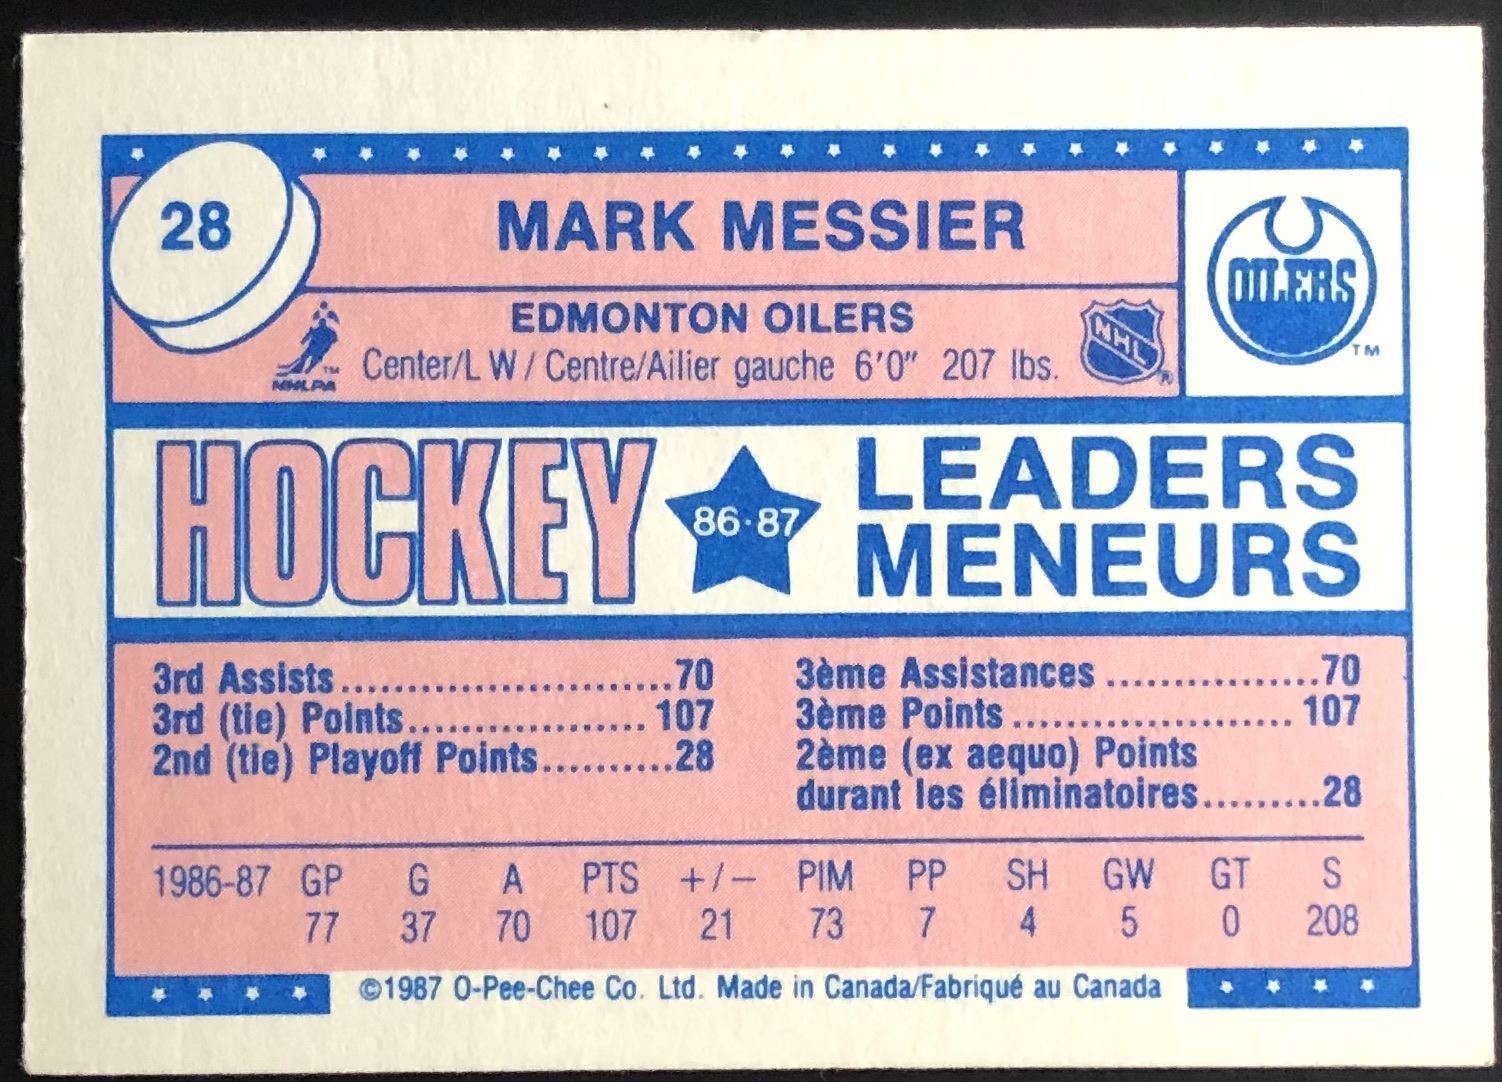 28
MARK MESSIER
EDMONTON OILERS
Center/L W / Centre/Ailier gauche 6'0" 207 lbs.
NHLPA
TM
NHL
®
OILERS
TM
HOCKEY
86·87
LEADERS
MENEURS
3rd Assists.........................70
3rd (tie) Points.................. 107
2nd (tie) Playoff Points..........28
3ème Assistances ................70
3ème Points ..................... 107
2ème (ex aequo) Points
durant les éliminatoires.........28
1986-87 GP G A PTS +/− PIM PP SH GW GT S
77 37 70 107 21 73 7 4 5 0 208
©1987 O-Pee-Chee Co. Ltd. Made in Canada/Fabriqué au Canada